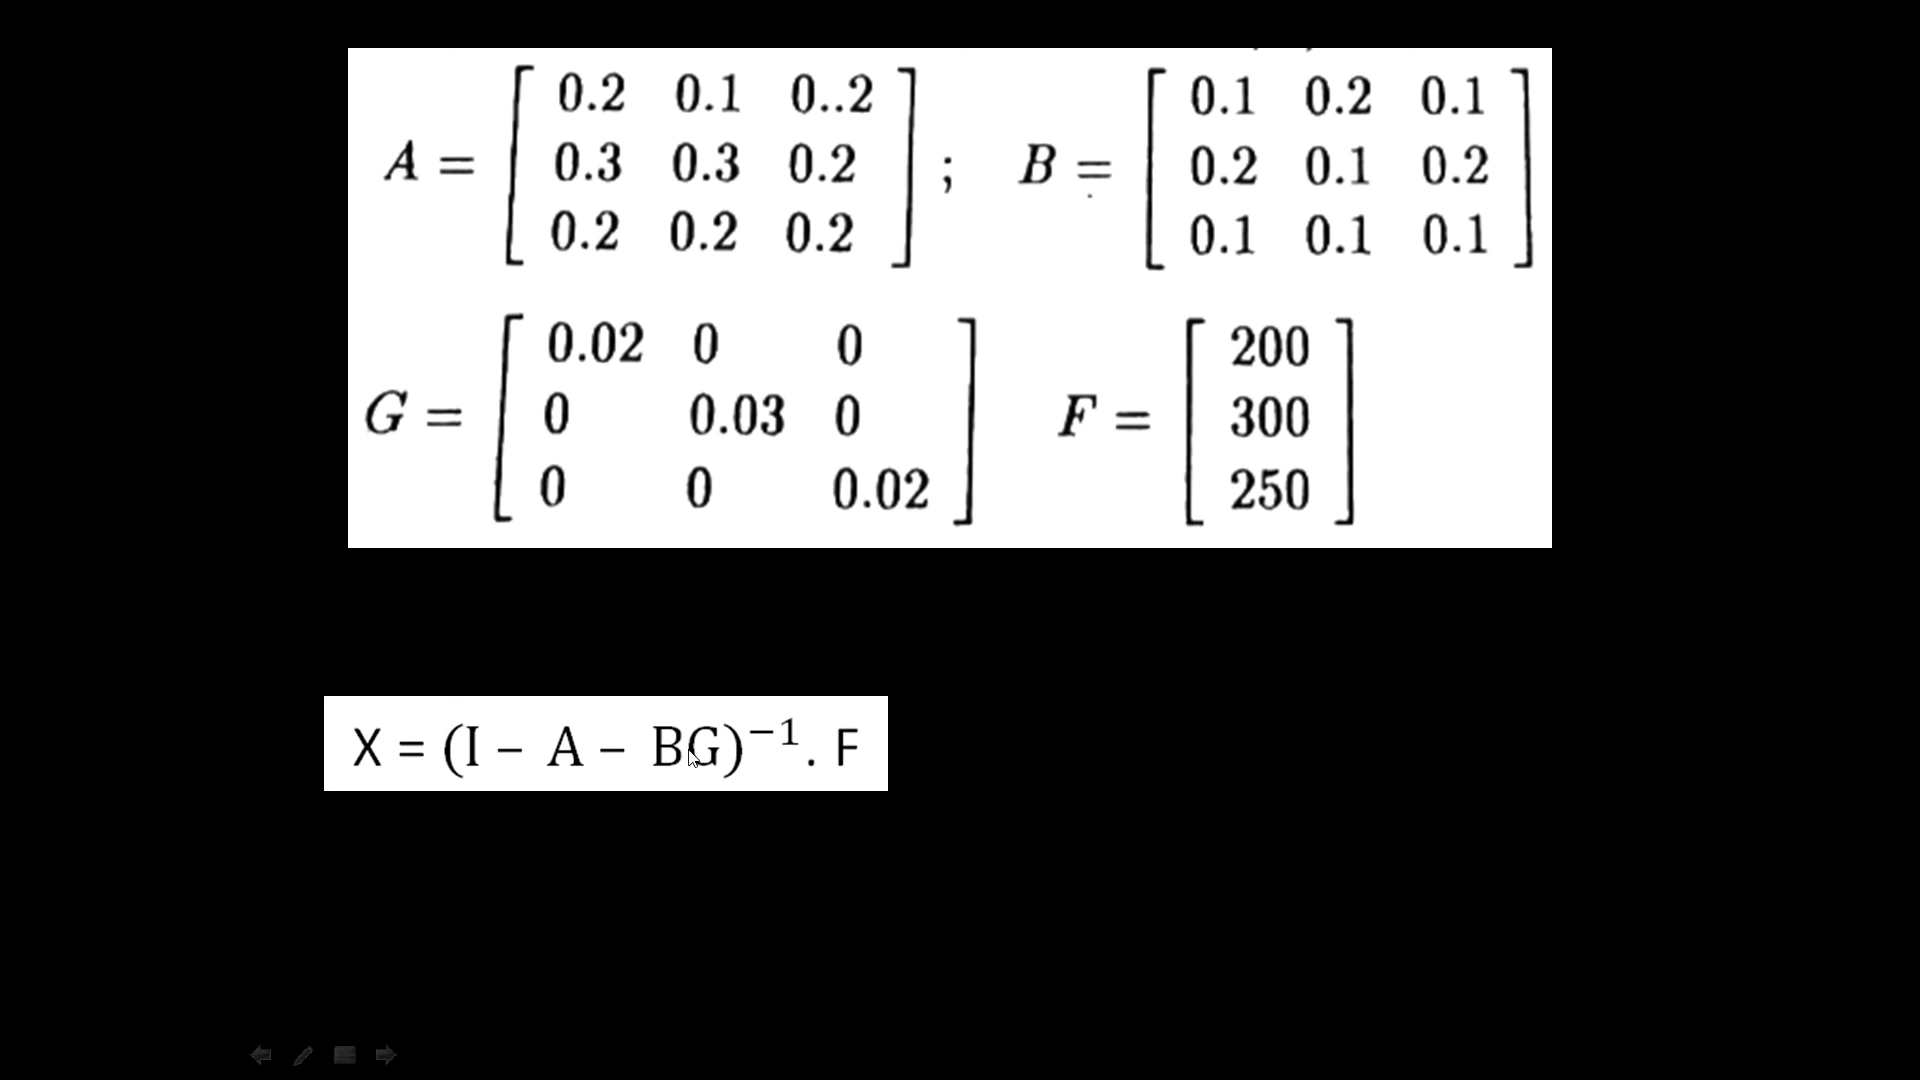 0.2 0.1 0..2
A = 0.3 0.3 0.2 ;
0.2 0.2 0.2
0.1 0.2 0.1
B = 0.2 0.1 0.2
0.1 0.1 0.1
0.02 0 0
G = 0 0.03 0
0 0 0.02
200
F = 300
250
X = (I − A − BG)⁻¹. F